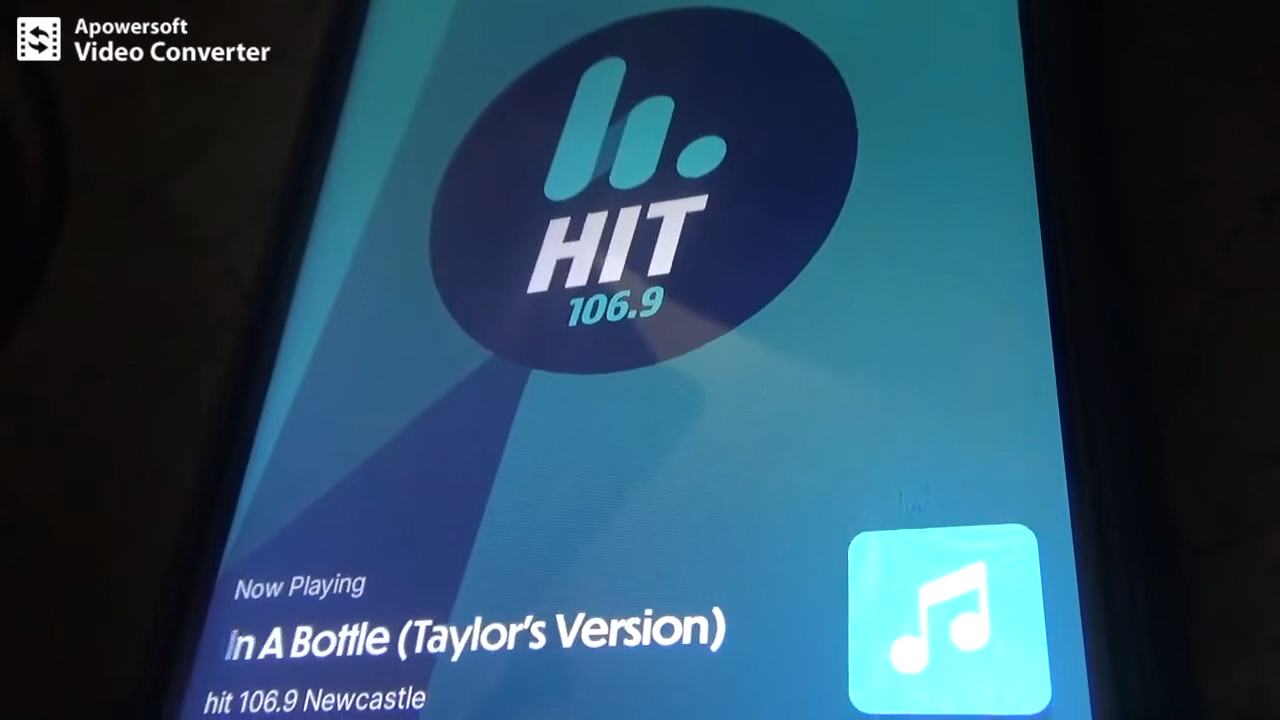 Apowersoft
Video Converter
HIT
106.9
Now Playing
In A Bottle (Taylor's Version)
hit 106.9 Newcastle